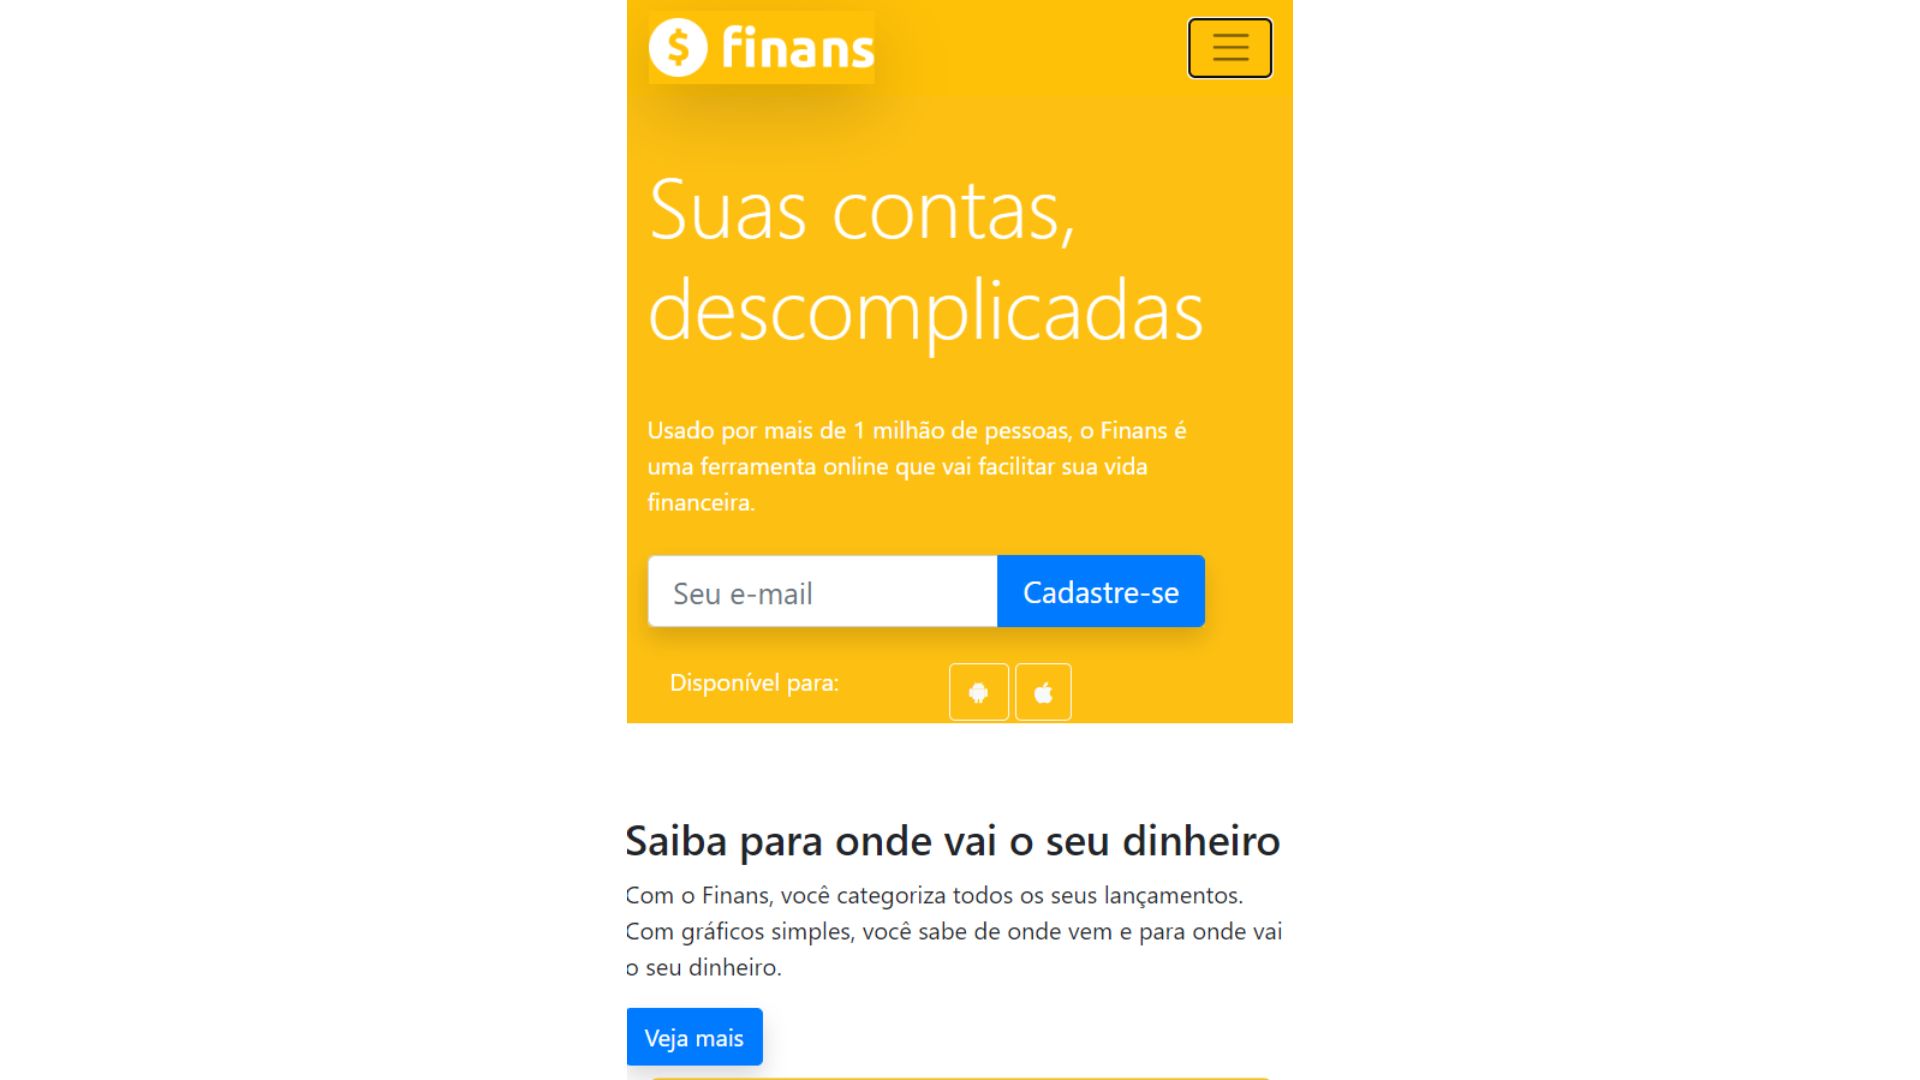 $ finans
Suas contas,
descomplicadas
Usado por mais de 1 milhão de pessoas, o Finans é
uma ferramenta online que vai facilitar sua vida
financeira.
Seu e-mail
Cadastre-se
Disponível para:
Saiba para onde vai o seu dinheiro
Com o Finans, você categoriza todos os seus lançamentos.
Com gráficos simples, você sabe de onde vem e para onde vai
o seu dinheiro.
Veja mais